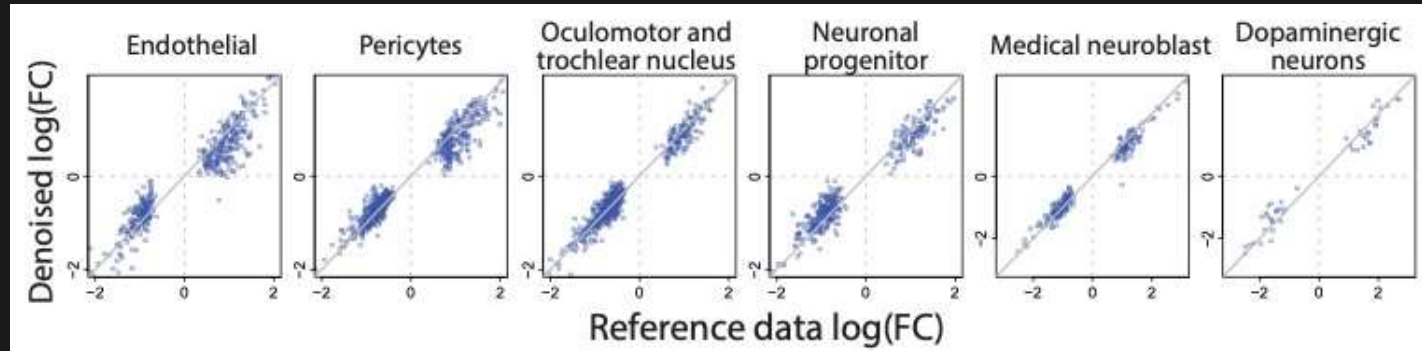 Endothelial
Pericytes
Oculomotor and
trochlear nucleus
Neuronal
progenitor
Medical neuroblast
Dopaminergic
neurons
Denoised log(FC)
0
-2
0
-2
0
-2
0
-2
0
-2
0
-2
-2 0 2
-2 0 2
-2 0 2
-2 0 2
-2 0 2
-2 0 2
Reference data log(FC)